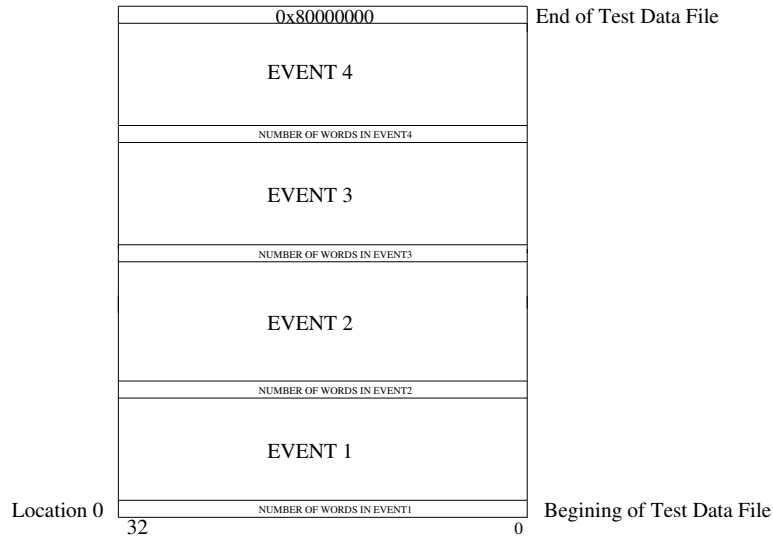 0x80000000 End of Test Data File
EVENT 4
NUMBER OF WORDS IN EVENT4
EVENT 3
NUMBER OF WORDS IN EVENT3
EVENT 2
NUMBER OF WORDS IN EVENT2
EVENT 1
Location 0 NUMBER OF WORDS IN EVENT1 Begining of Test Data File
32 0